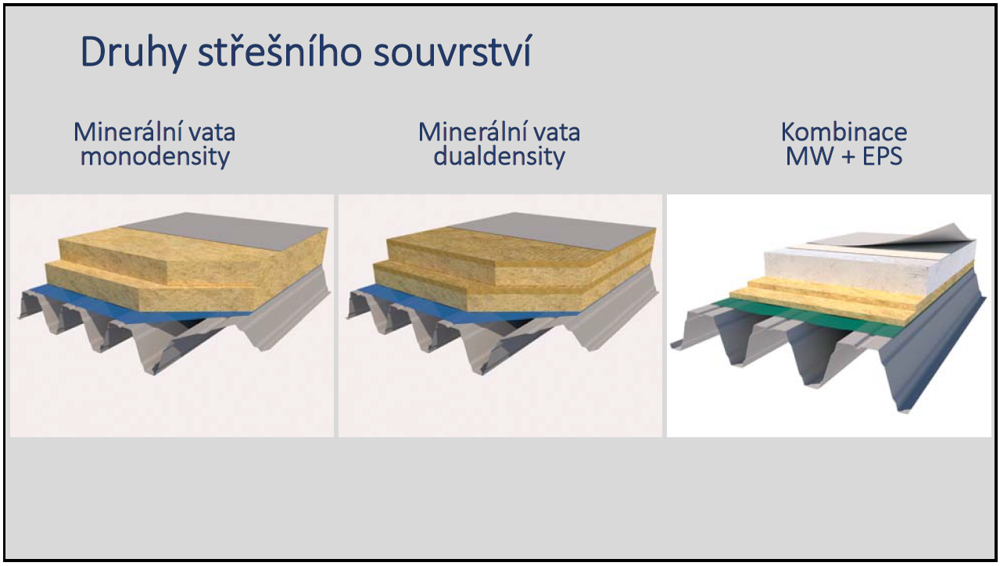 Druhy střešního souvrství
Minerální vata
monodensity
Minerální vata
dualdensity
Kombinace
MW + EPS